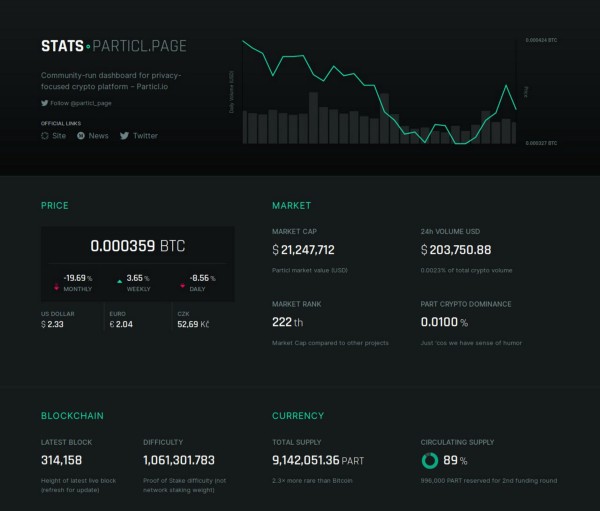 STATS PARTICL.PAGE
Community-run dashboard for privacy-
focused crypto platform – Particl.io
Follow @particl_page
OFFICIAL LINKS
Site
News
Twitter
Daily volume (USD)
Price
0.000424 BTC
0.000327 BTC
PRICE
0.000359 BTC
-19.69 %
MONTHLY
3.65 %
WEEKLY
-8.56 %
DAILY
US DOLLAR
$ 2.33
EURO
€ 2.04
CZK
52,69 Kč
MARKET
MARKET CAP
$ 21,247,712
Particl market value (USD)
24h VOLUME USD
$ 203,750.88
0.0023% of total crypto volume
MARKET RANK
222 th
Market Cap compared to other projects
PART CRYPTO DOMINANCE
0.0100 %
Just 'cus we have sense of humor
BLOCKCHAIN
LATEST BLOCK
314,158
Height of latest live block
(refresh for update)
DIFFICULTY
1,061,301.783
Proof of Stake difficulty (not
network staking weight)
CURRENCY
TOTAL SUPPLY
9,142,051.36 PART
2.3× more rare than Bitcoin
CIRCULATING SUPPLY
89 %
996,000 PART reserved for 2nd funding round